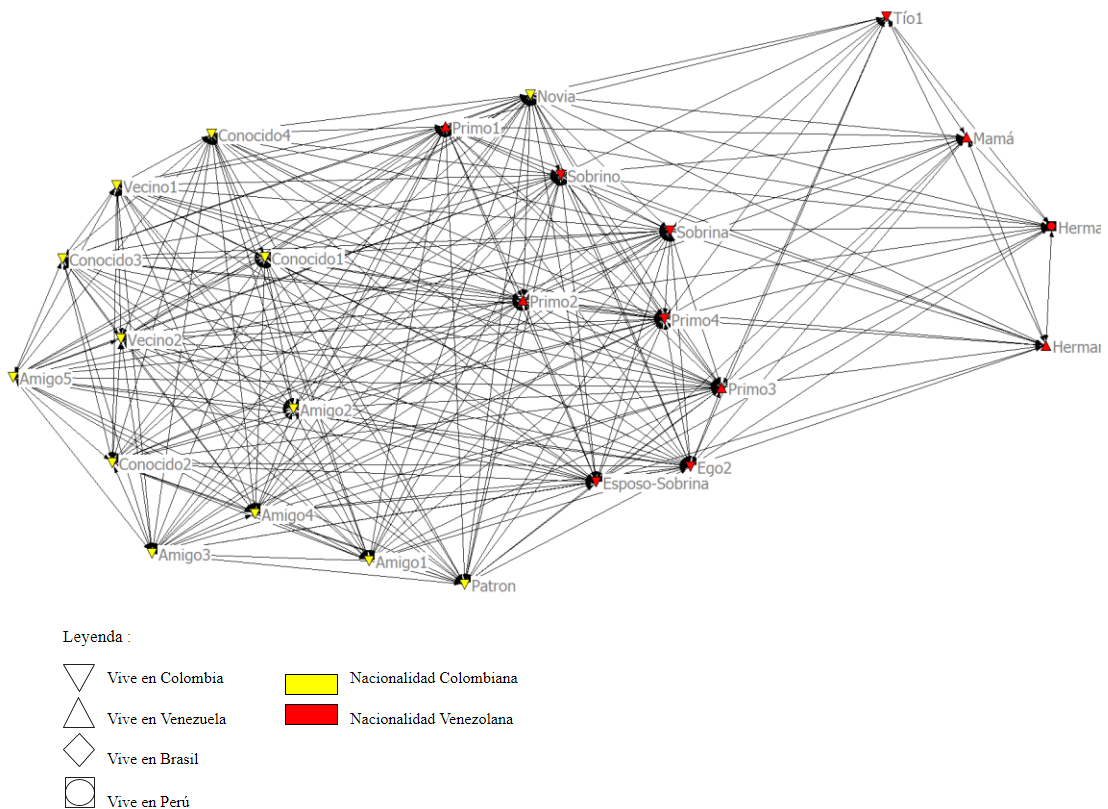 Tío1
Novia
Primo1
Conocido4
Mamá
Sobrino
Vecino1
Herma
Sobrina
Conocido3
Conocido1
Primo2
Primo4
Vecino2
Herman
Amigo5
Primo3
Amigo2
Conocido2
Ego2
Esposo-Sobrina
Amigo4
Amigo3
Amigo1
Patron
Leyenda :
Vive en Colombia
Nacionalidad Colombiana
Vive en Venezuela
Nacionalidad Venezolana
Vive en Brasil
Vive en Perú